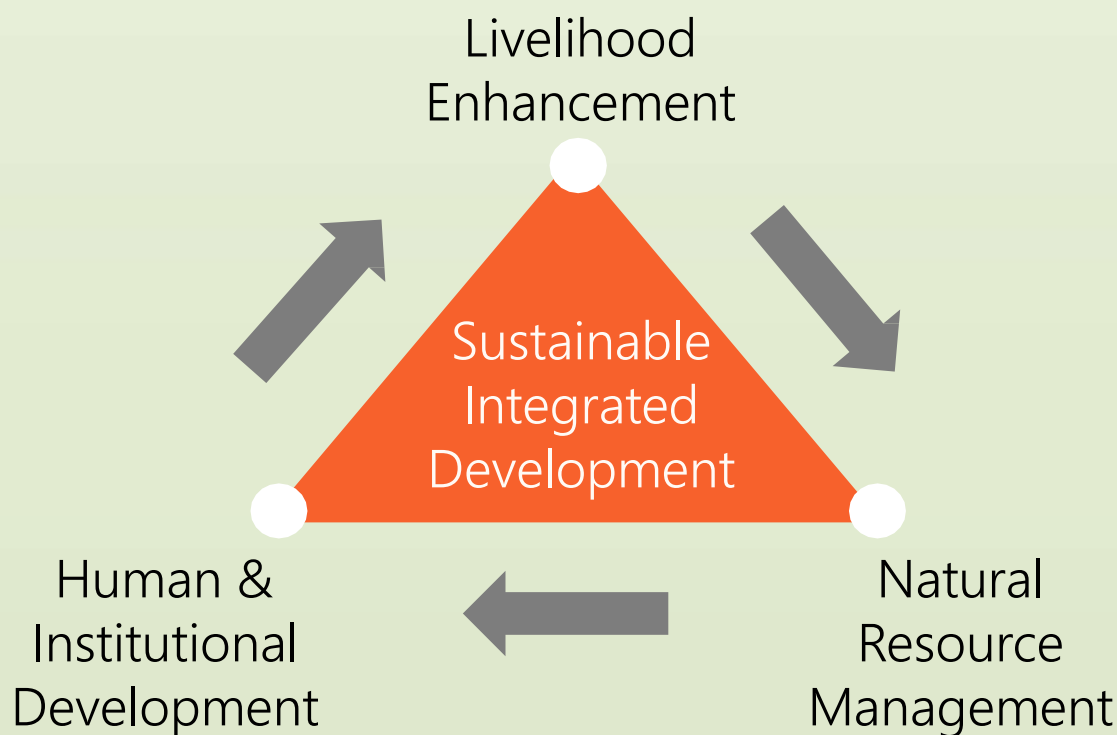 Livelihood
Enhancement
Sustainable
Integrated
Development
Human &
Institutional
Development
Natural
Resource
Management